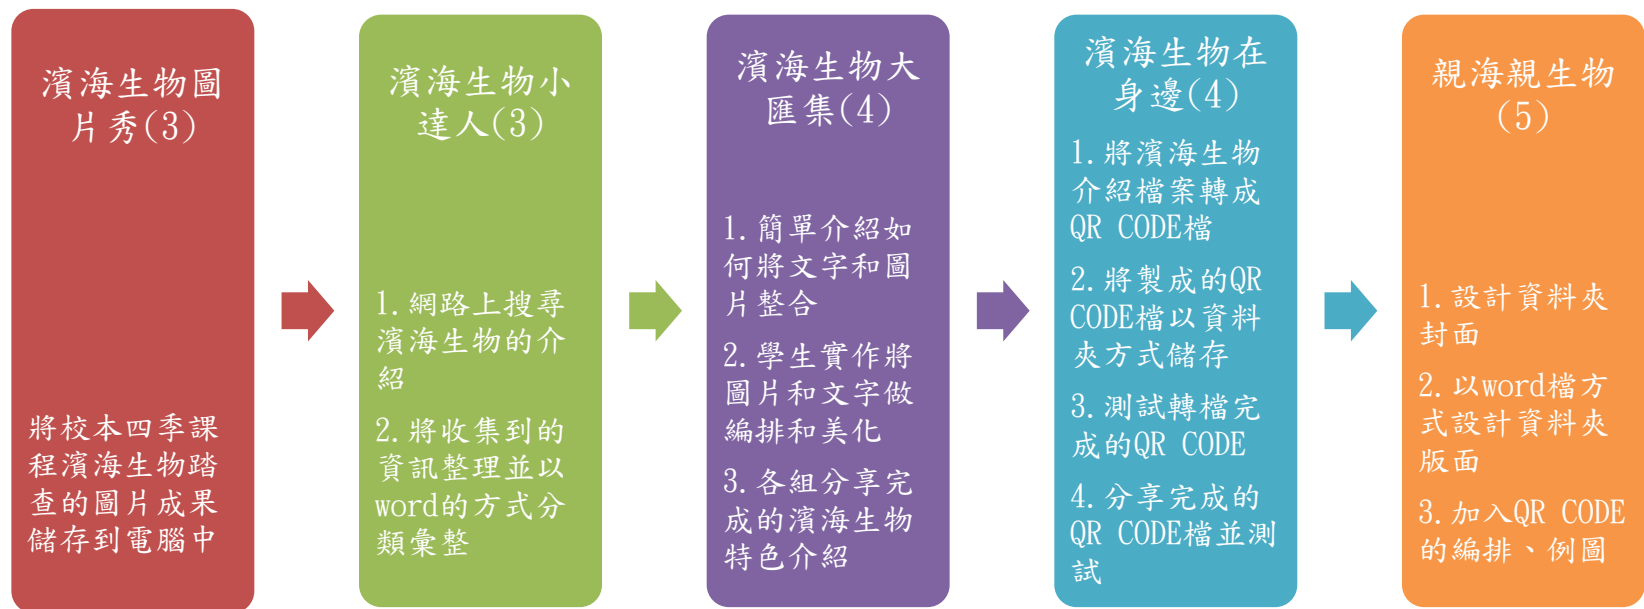 濱海生物圖
片秀(3)
將校本四季課
程濱海生物踏
查的圖片成果
儲存到電腦中
濱海生物小
達人(3)
1.網路上搜尋
濱海生物的介
紹
2.將收集到的
資訊整理並以
word的方式分
類彙整
濱海生物大
匯集(4)
1.簡單介紹如
何將文字和圖
片整合
2.學生實作將
圖片和文字做
編排和美化
3.各組分享完
成的濱海生物
特色介紹
濱海生物在
身邊(4)
1.將濱海生物
介紹檔案轉成
QR CODE檔
2.將製成的QR
CODE檔以資料
夾方式儲存
3.測試轉檔完
成的QR CODE
4.分享完成的
QR CODE檔並測
試
親海親生物
(5)
1.設計資料夾
封面
2.以word檔方
式設計資料夾
版面
3.加入QR CODE
的編排、例圖